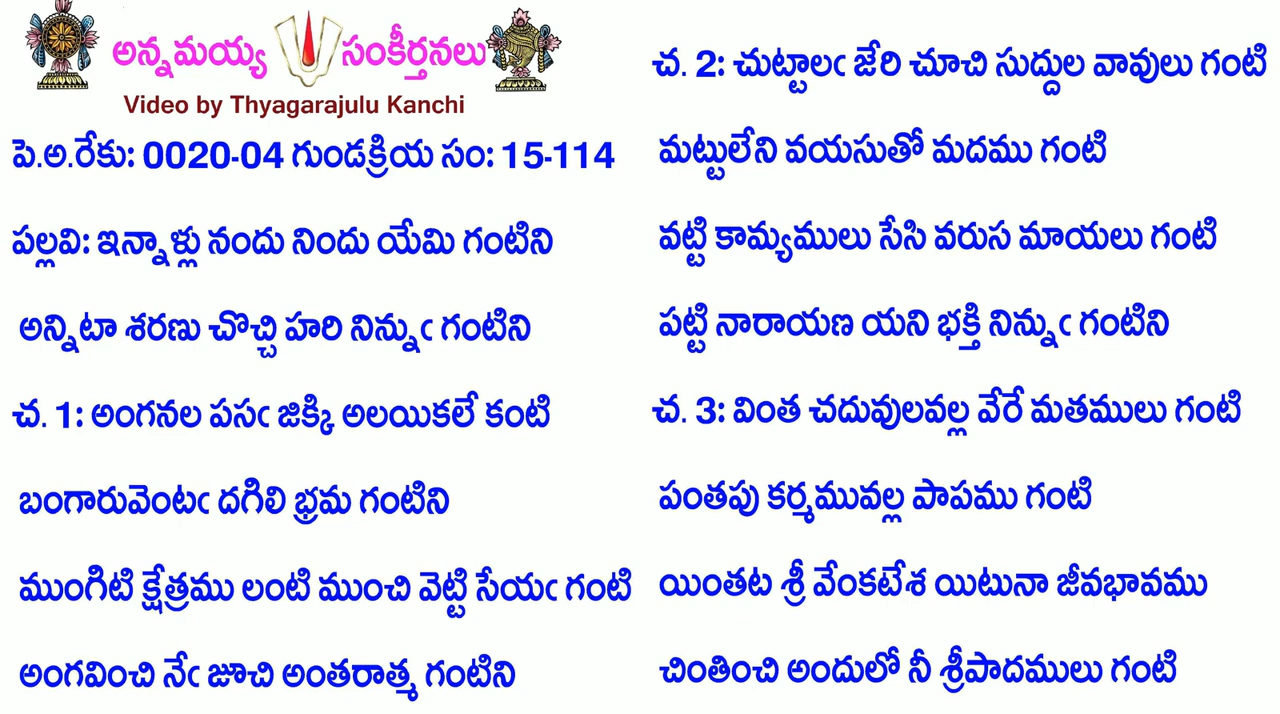 అన్నమయ్య సంకీర్తనలు
Video by Thyagarajulu Kanchi
పె.అ.రేకు: 0020-04 గుండక్రియ సం: 15-114
పల్లవి: ఇన్నాళ్లు నందు నిందు యేమి గంటిని
అన్నిటా శరణు చొచ్చి హరి నిన్నుఁ గంటిని
చ. 1: అంగనల పసఁ జిక్కి అలయికలే కంటి
బంగారువెంటఁ దగిలి భ్రమ గంటిని
ముంగిటి క్షేత్రము లంటి ముంచి వెట్టి సేయఁ గంటి
అంగవించి నేఁ జూచి అంతరాత్మ గంటిని
చ. 2: చుట్టాలఁ జేరి చూచి సుద్దుల వావులు గంటి
మట్టులేని వయసుతో మదము గంటి
వట్టి కామ్యములు సేసి వరుస మాయలు గంటి
పట్టి నారాయణ యని భక్తి నిన్నుఁ గంటిని
చ. 3: వింత చదువులవల్ల వేరే మతములు గంటి
పంతపు కర్మమువల్ల పాపము గంటి
యింతట శ్రీ వేంకటేశ యిటునా జీవభావము
చింతించి అందులో నీ శ్రీపాదములు గంటి